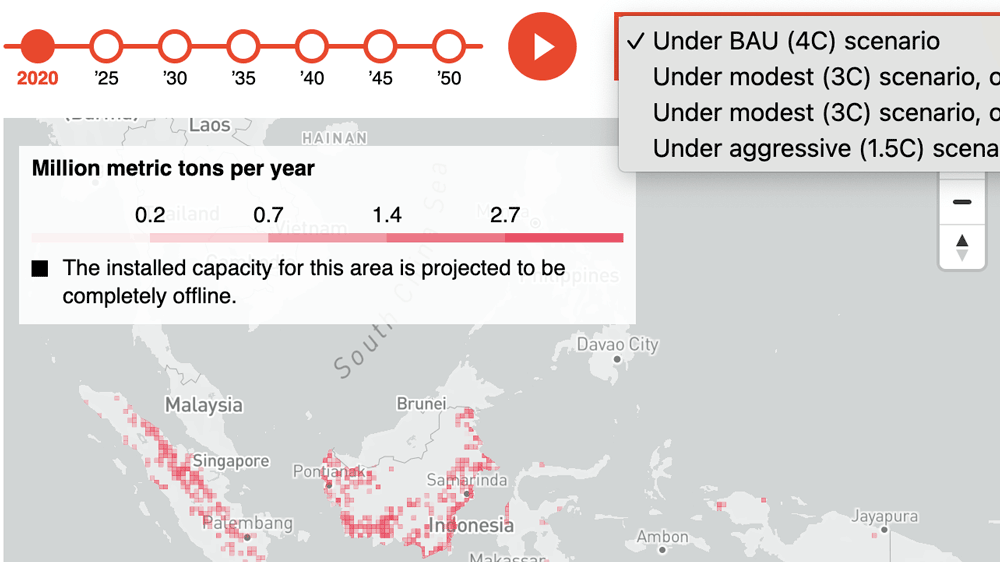 2020 '25 '30 '35 '40 '45 '50
✓ Under BAU (4C) scenario
Under modest (3C) scenario,
Under modest (3C) scenario,
Under aggressive (1.5C)
Laos
HAINAN
Million metric tons per year
0.2 0.7 1.4 2.7
Thailand
Vietnam
Philippines
The installed capacity for this area is projected to be
completely offline.
South China Sea
Davao City
Malaysia
Brunei
Singapore
Pontianak
Samarinda
Palembang
Indonesia
Jayapura
Ambon
Makassar